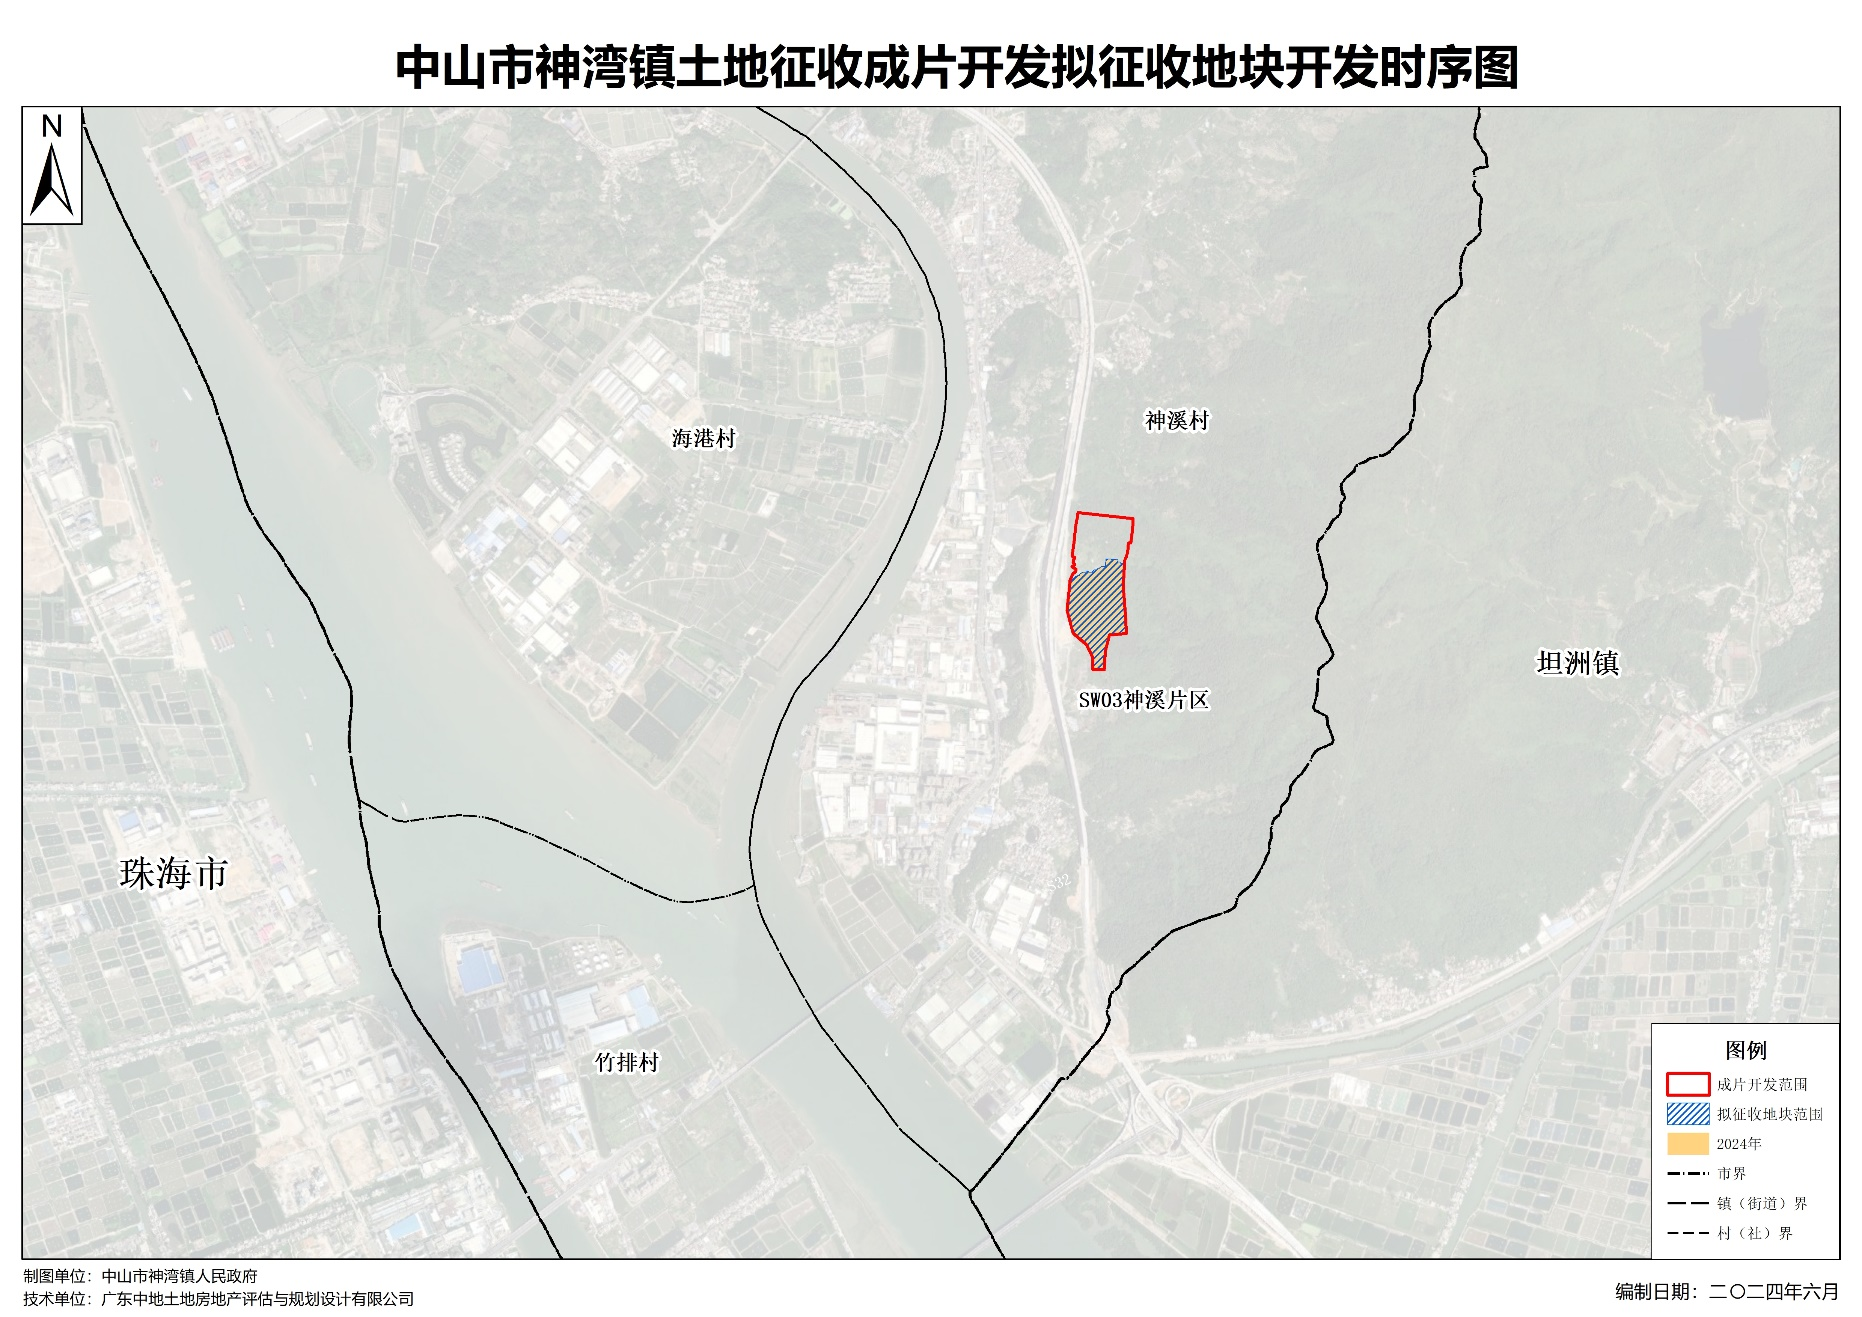 中山市神湾镇土地征收成片开发拟征收地块开发时序图
N
神溪村
海港村
坦洲镇
SW03神溪片区
珠海市
S32
竹排村
图例
成片开发范围
拟征收地块范围
2024年
市界
镇（街道）界
村（社）界
制图单位：中山市神湾镇人民政府
技术单位：广东中地土地房地产评估与规划设计有限公司
编制日期：二〇二四年六月